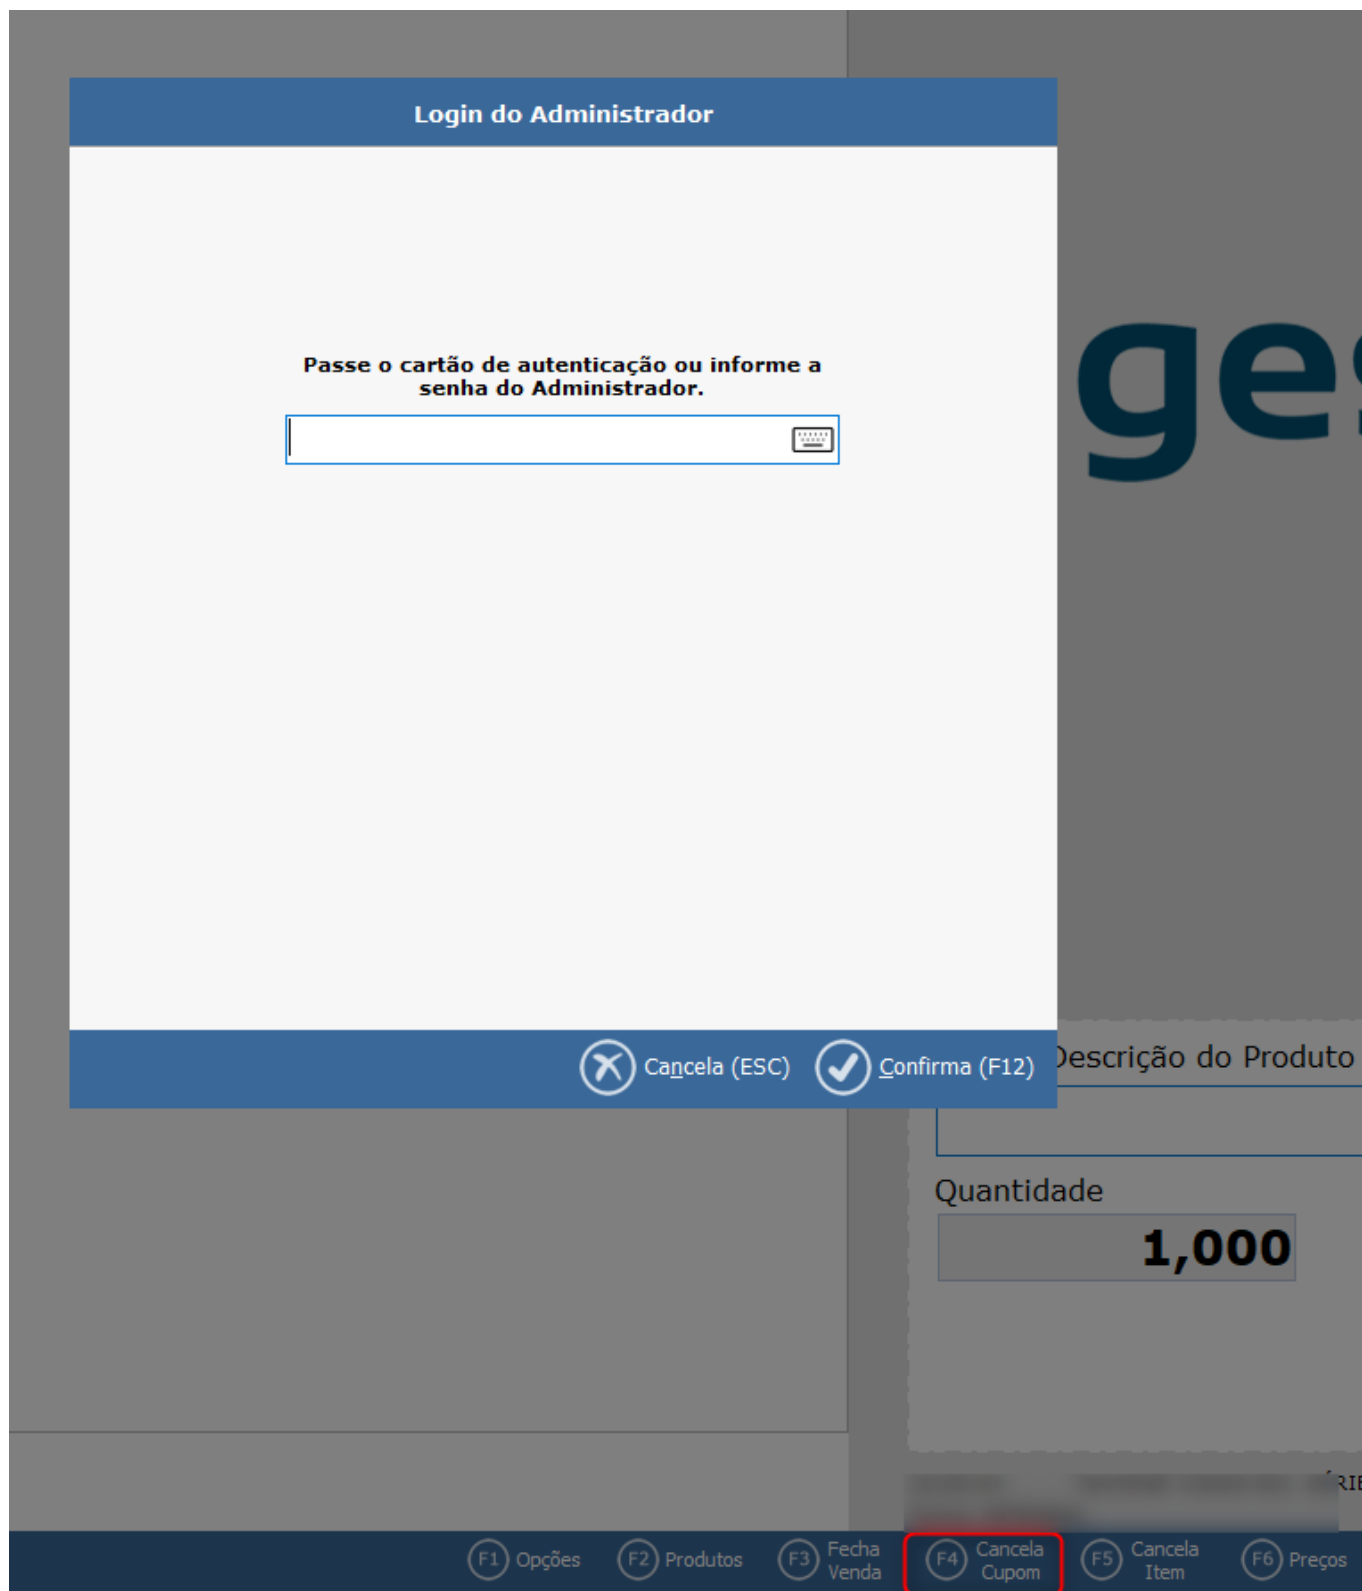 Login do Administrador
Passe o cartão de autenticação ou informe a
senha do Administrador.
Cancela (ESC)
Confirma (F12)
ges
Descrição do Produto
Quantidade
1,000
F1 Opções
F2 Produtos
F3 Fecha
Venda
F4 Cancela
Cupom
F5 Cancela
Item
F6 Preços